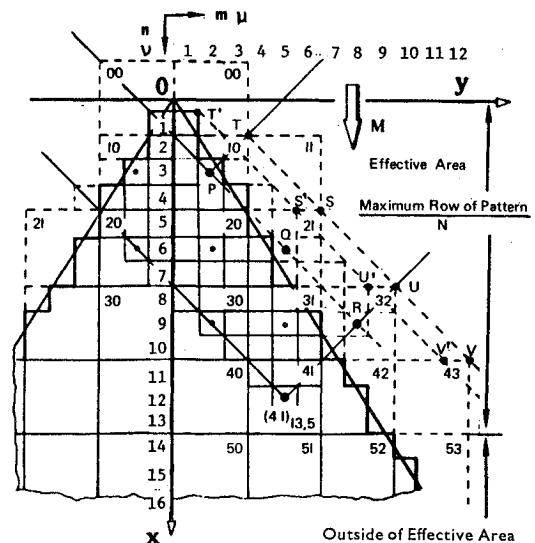 n m μ
ν 1 2 3 4 5 6 7 8 9 10 11 12
00 00
O y
T' T M
1
2 10 10 11 Effective Area
3 P
4 Maximum Row of Pattern
N
5 21 20 20 S' S 21
6 Q
7 U' U
8 30 30 31 R 32
9
10 V' V
11 40 41 42 43
12 (41)13,5
13
14 50 51 52 53
15
16
x Outside of Effective Area